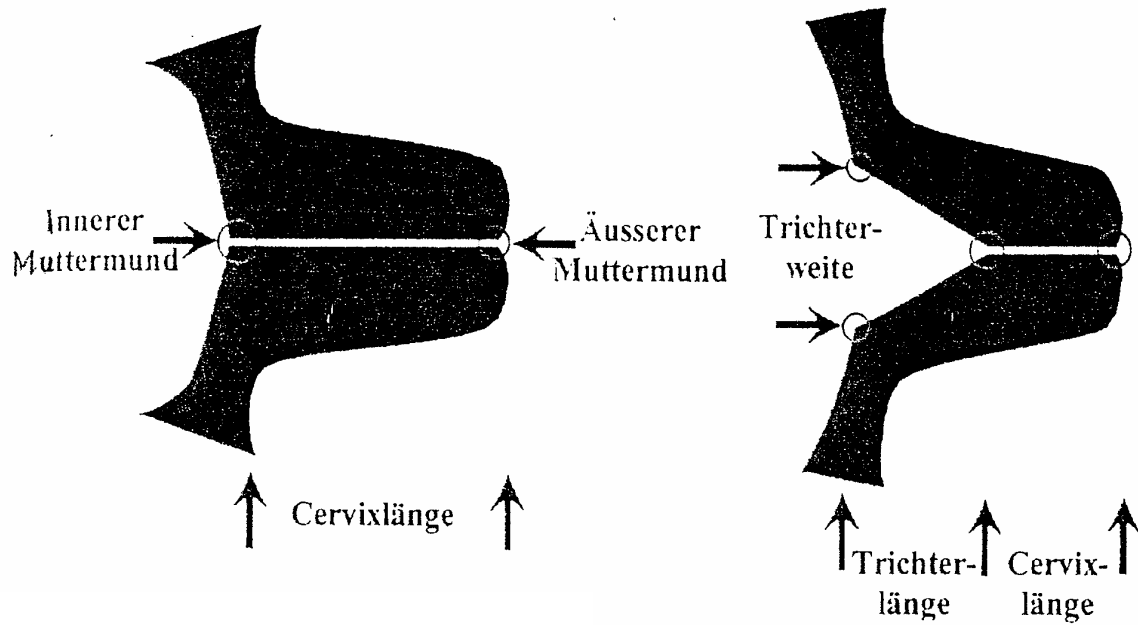 Innerer
Muttermund
Äusserer
Muttermund
Cervixlänge
Trichter-
weite
Trichter-
länge
Cervix-
länge